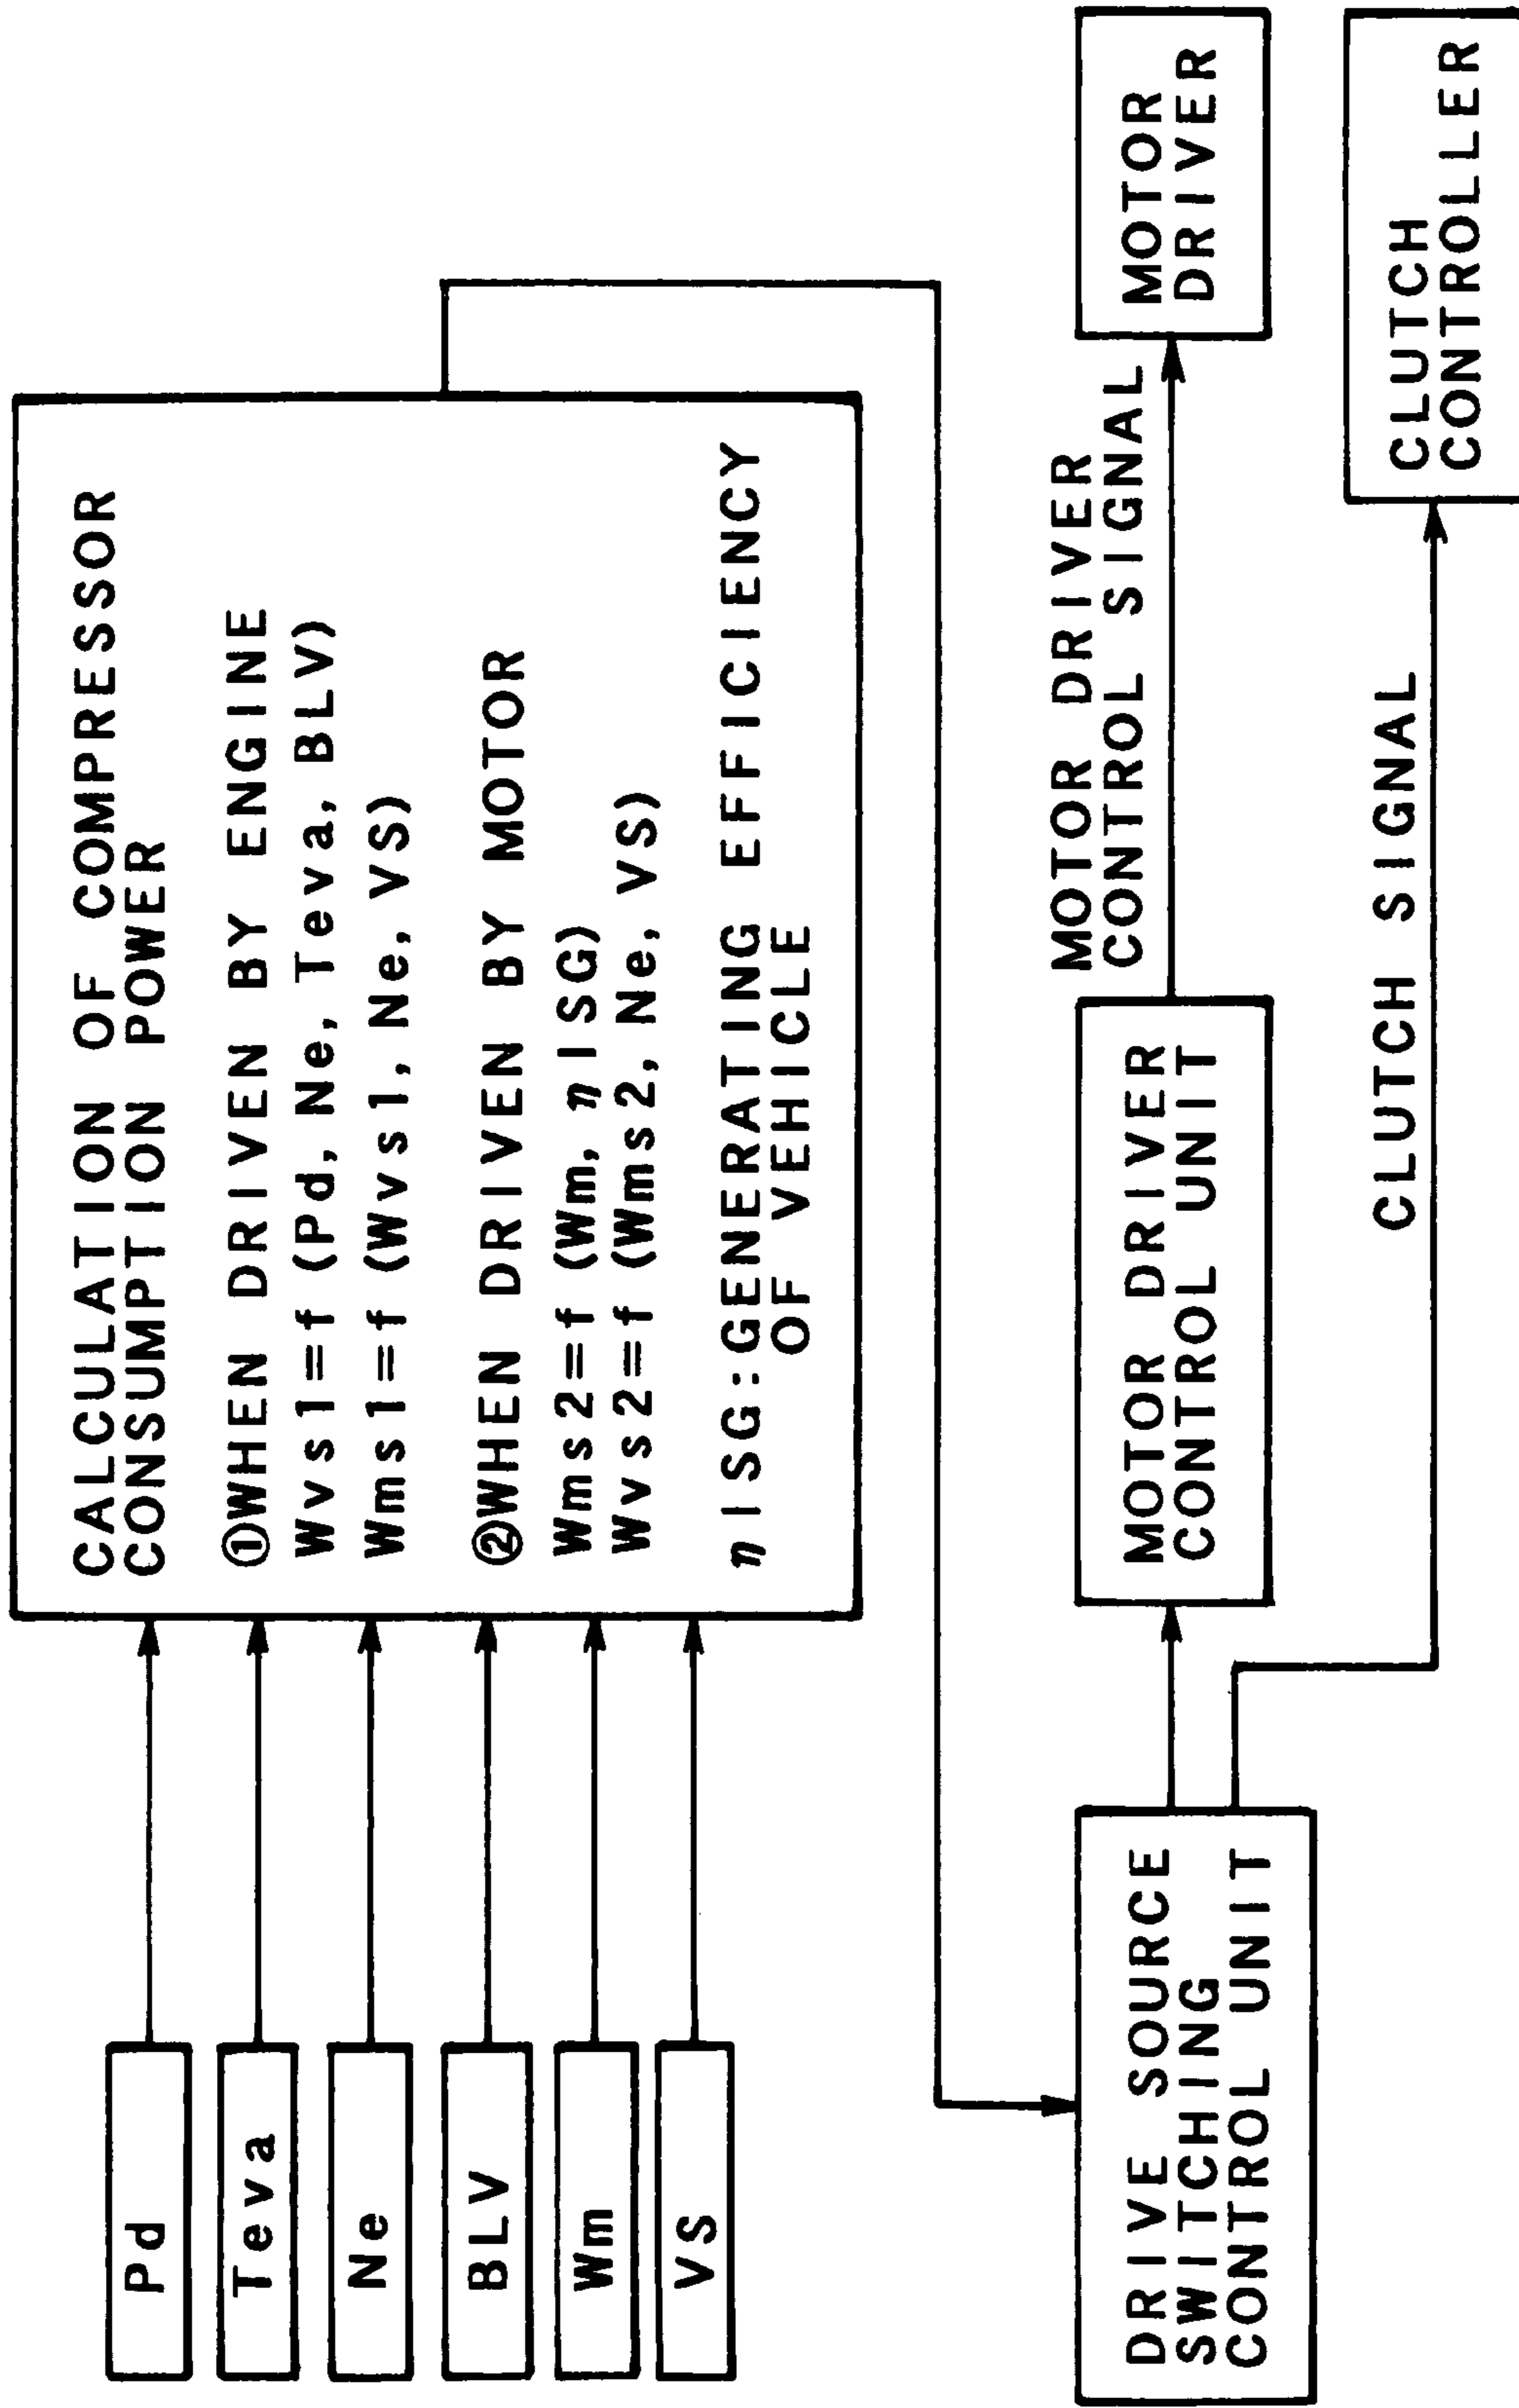 Pd
Teva
Ne
BLV
Wm
VS
CALCULATION OF COMPRESSOR
CONSUMPTION POWER
①WHEN DRIVEN BY ENGINE
Wvs1=f (Pd, Ne, Teva, BLV)
Wms1=f (Wvs1, Ne, VS)
②WHEN DRIVEN BY MOTOR
Wms2=f (Wm, ηISG)
Wvs2=f (Wms2, Ne, VS)
ηISG:GENERATING EFFICIENCY
OF VEHICLE
DRIVE SOURCE
SWITCHING
CONTROL UNIT
MOTOR DRIVER
CONTROL UNIT
MOTOR DRIVER
CONTROL SIGNAL
MOTOR
DRIVER
CLUTCH SIGNAL
CLUTCH
CONTROLLER